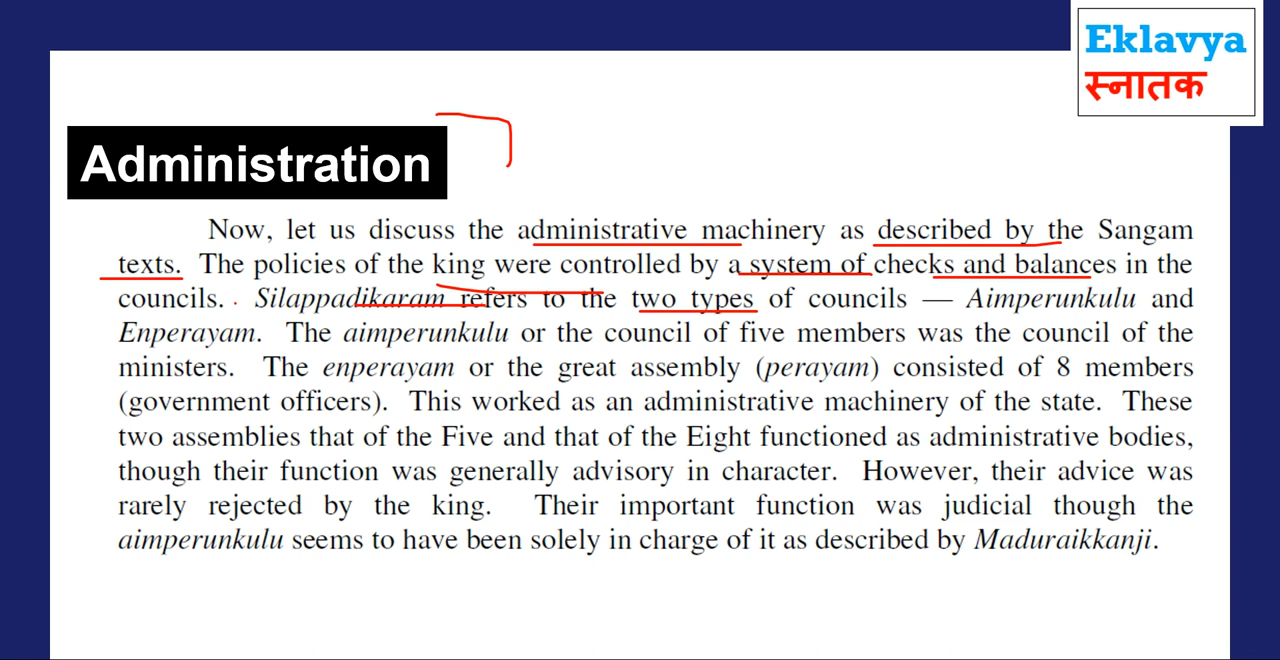 Eklavya
स्नातक
Administration
Now, let us discuss the administrative machinery as described by the Sangam
texts. The policies of the king were controlled by a system of checks and balances in the
councils. Silappadikaram refers to the two types of councils — Aimperunkulu and
Enperayam. The aimperunkulu or the council of five members was the council of the
ministers. The enperayam or the great assembly (perayam) consisted of 8 members
(government officers). This worked as an administrative machinery of the state. These
two assemblies that of the Five and that of the Eight functioned as administrative bodies,
though their function was generally advisory in character. However, their advice was
rarely rejected by the king. Their important function was judicial though the
aimperunkulu seems to have been solely in charge of it as described by Maduraikkanji.